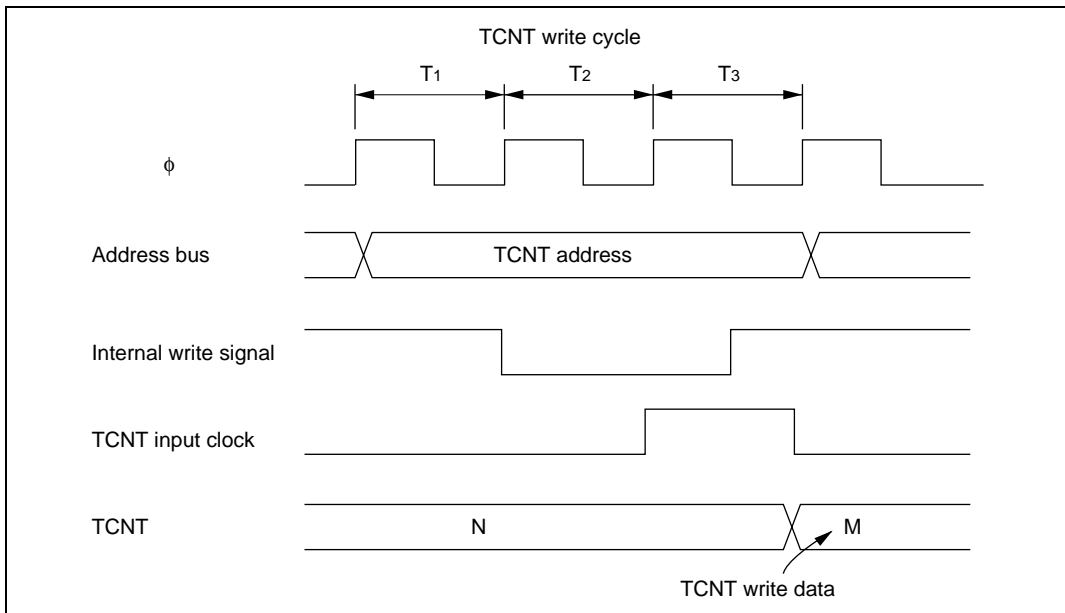 TCNT write cycle
T1 T2 T3
ϕ
Address bus
TCNT address
Internal write signal
TCNT input clock
TCNT
N
M
TCNT write data